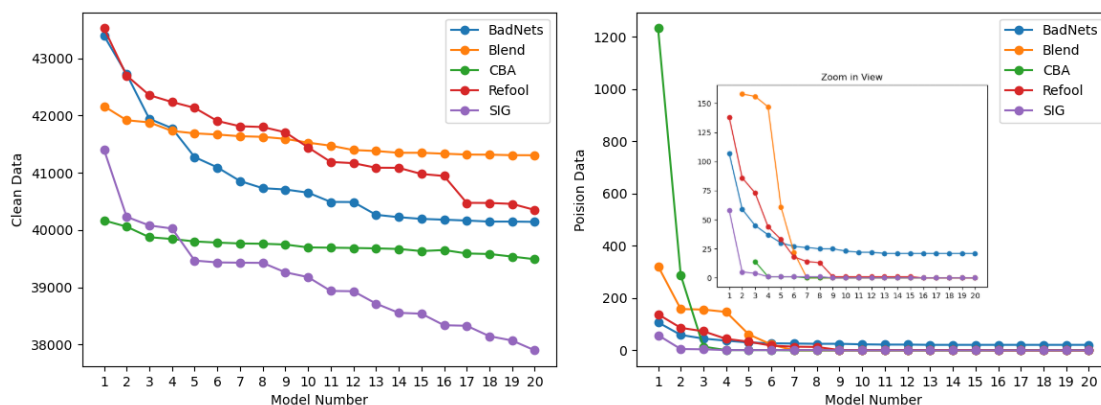 43000
42000
41000
40000
39000
38000
Clean Data
1 2 3 4 5 6 7 8 9 10 11 12 13 14 15 16 17 18 19 20
Model Number
BadNets
Blend
CBA
Refool
SIG
1200
1000
800
600
400
200
0
Poision Data
1 2 3 4 5 6 7 8 9 10 11 12 13 14 15 16 17 18 19 20
Model Number
BadNets
Blend
CBA
Refool
SIG
Zoom in View
150
125
100
75
50
25
0
1 2 3 4 5 6 7 8 9 10 11 12 13 14 15 16 17 18 19 20